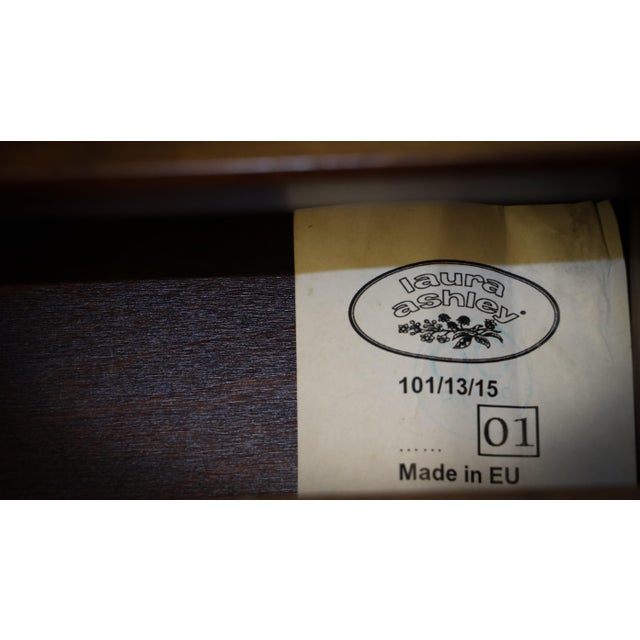 laura
ashley
101/13/15
...... 01
Made in EU